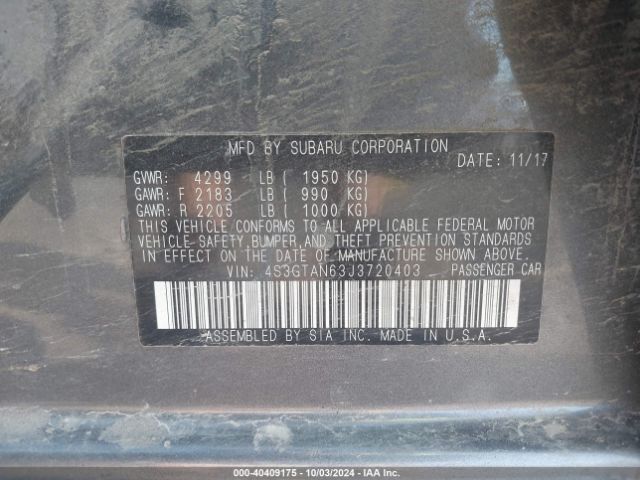 MFD BY SUBARU CORPORATION
DATE: 11/17
GVWR: 4299 LB ( 1950 KG)
GAWR: F 2183 LB ( 990 KG)
GAWR: R 2205 LB ( 1000 KG)
THIS VEHICLE CONFORMS TO ALL APPLICABLE FEDERAL MOTOR
VEHICLE SAFETY, BUMPER, AND THEFT PREVENTION STANDARDS
IN EFFECT ON THE DATE OF MANUFACTURE SHOWN ABOVE.
VIN: 4S3GTAN63J3720403 PASSENGER CAR
ASSEMBLED BY SIA INC. MADE IN U.S.A.
000-40409175 - 10/03/2024 - IAA Inc.